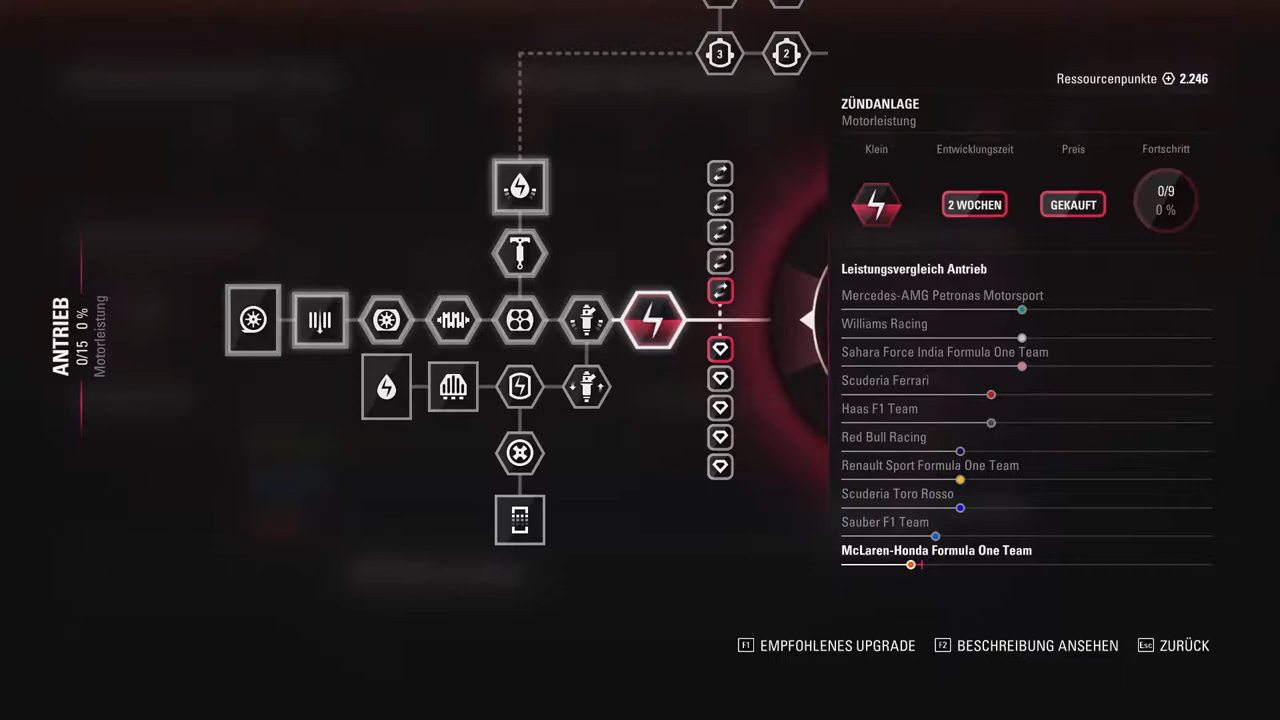 3
2
Ressourcenpunkte 2.246
ZÜNDANLAGE
Motorleistung
Klein
Entwicklungszeit
Preis
Fortschritt
2 WOCHEN
GEKAUFT
0/9
0 %
Leistungsvergleich Antrieb
Mercedes-AMG Petronas Motorsport
Williams Racing
Sahara Force India Formula One Team
Scuderia Ferrari
Haas F1 Team
Red Bull Racing
Renault Sport Formula One Team
Scuderia Toro Rosso
Sauber F1 Team
McLaren-Honda Formula One Team
ANTRIEB
0/15 0 %
Motorleistung
F1 EMPFOHLENES UPGRADE
F2 BESCHREIBUNG ANSEHEN
Esc ZURÜCK